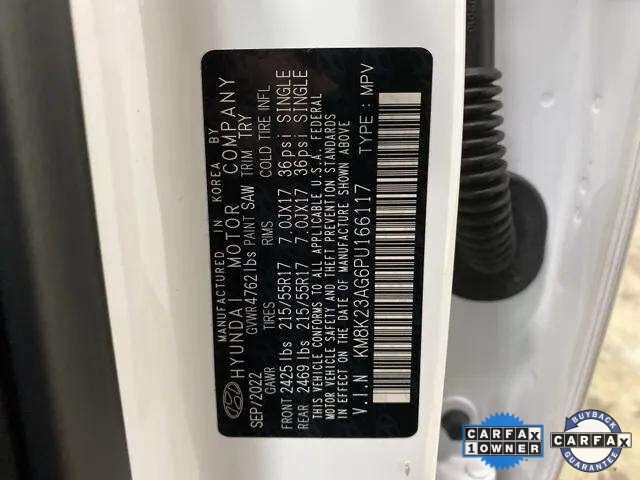 MANUFACTURED IN KOREA BY
HYUNDAI MOTOR COMPANY
SEP/2022 GVWR 4762lbs PAINT SAW TRIM TRY
GAWR TIRES RIMS COLD TIRE INFL
FRONT 2425lbs 215/55R17 7.0JX17 36psi SINGLE
REAR 2469lbs 215/55R17 7.0JX17 36psi SINGLE
THIS VEHICLE CONFORMS TO ALL APPLICABLE U.S.A. FEDERAL
MOTOR VEHICLE SAFETY AND THEFT PREVENTION STANDARDS
IN EFFECT ON THE DATE OF MANUFACTURE SHOWN ABOVE
V.I.N KM8K23AG6PU166117 TYPE : MPV
CARFAX
1 OWNER
BUYBACK
CARFAX
GUARANTEE